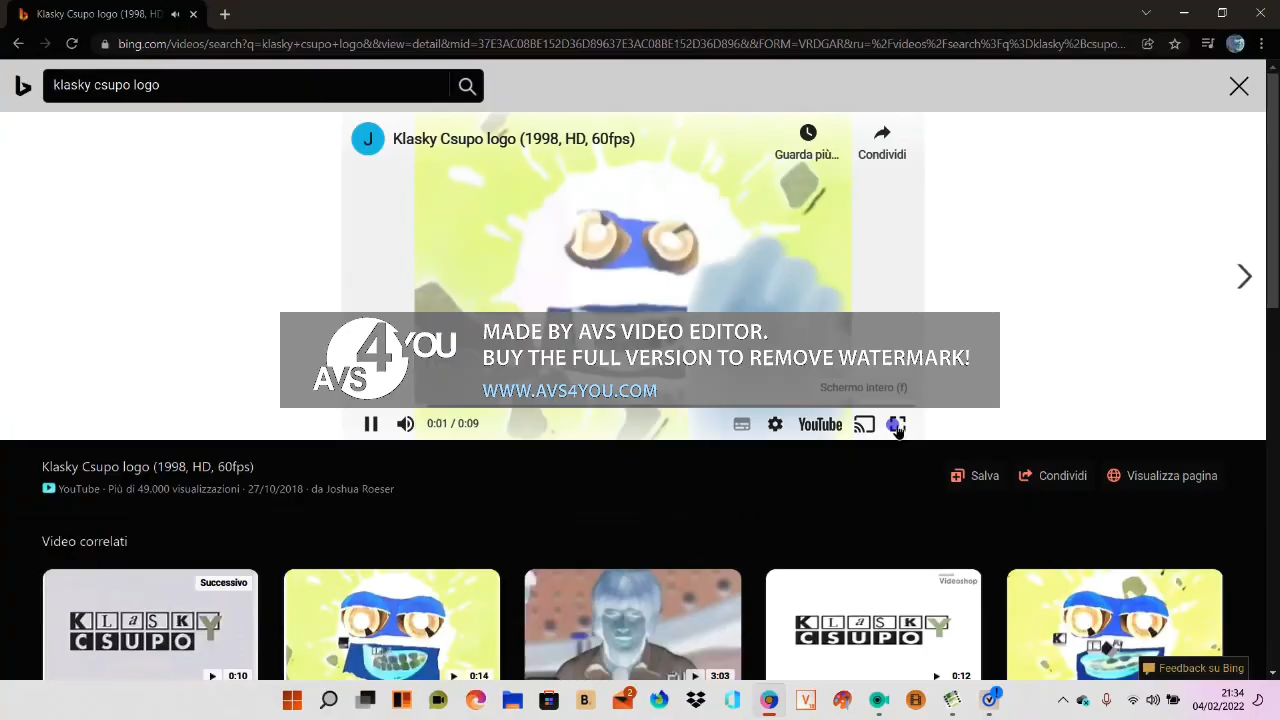 Klasky Csupo logo (1998, HD
bing.com/videos/search?q=klasky+csupo+logo&&view=detail&mid=37E3AC08BE152D36D89637E3AC08BE152D36D896&&FORM=VRDGAR&ru=%2Fvideos%2Fsearch%3Fq%3Dklasky%2Bcsupo...
klasky csupo logo
J Klasky Csupo logo (1998, HD, 60fps)
Guarda più... Condividi
AVS4YOU
MADE BY AVS VIDEO EDITOR.
BUY THE FULL VERSION TO REMOVE WATERMARK!
WWW.AVS4YOU.COM
Schermo intero (f)
0:01 / 0:09 YouTube
Klasky Csupo logo (1998, HD, 60fps)
YouTube · Più di 49.000 visualizzazioni · 27/10/2018 · da Joshua Roeser
Salva Condividi Visualizza pagina
Video correlati
Successivo
KLaSKY
CSUPO
0:10
0:14
3:03
Videoshop
KLaSKY
CSUPO
0:12
Feedback su Bing
B.
2
V
21:34
04/02/2022